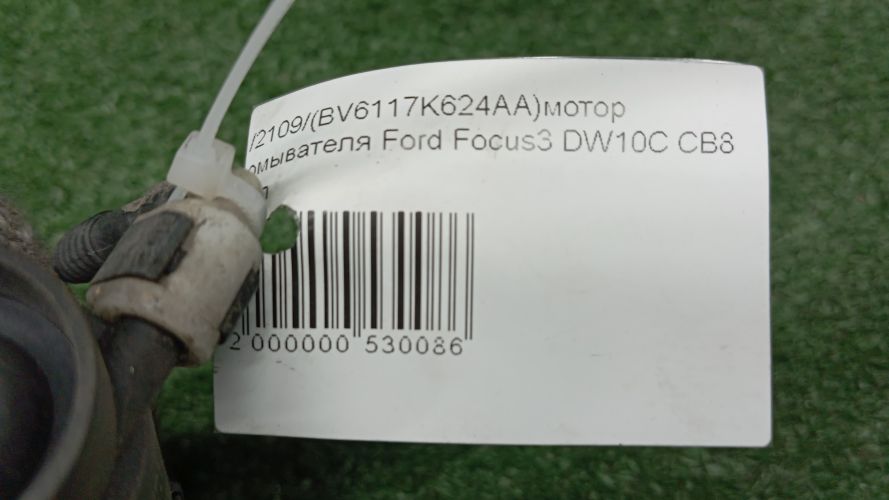 /2109/(BV6117K624AA)мотор
омывателя Ford Focus3 DW10C CB8
2 000000 530086